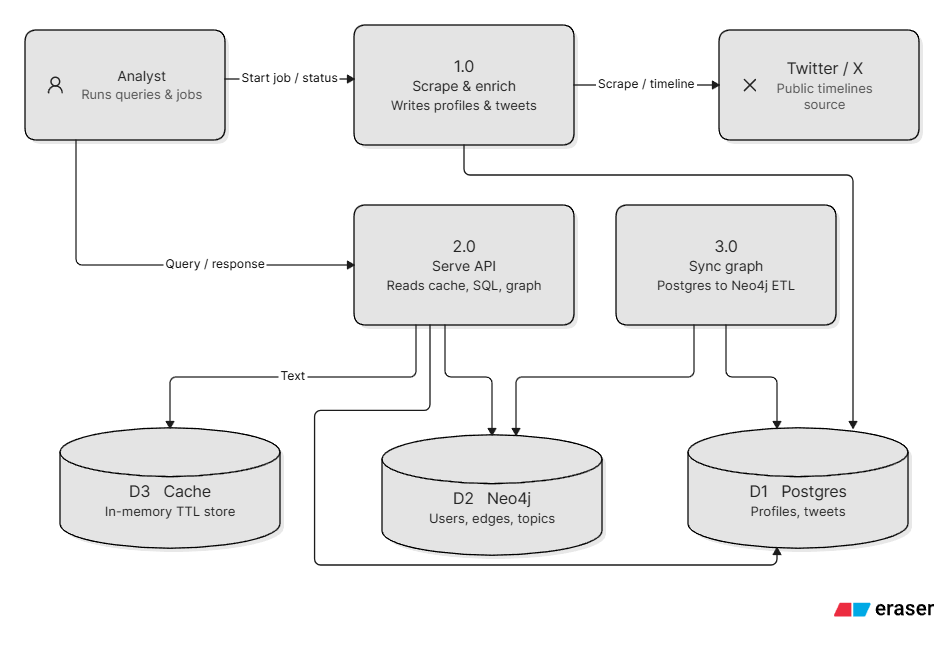 Analyst
Runs queries & jobs
Start job / status
1.0
Scrape & enrich
Writes profiles & tweets
Scrape / timeline
Twitter / X
Public timelines
source
Query / response
2.0
Serve API
Reads cache, SQL, graph
3.0
Sync graph
Postgres to Neo4j ETL
Text
D3 Cache
In-memory TTL store
D2 Neo4j
Users, edges, topics
D1 Postgres
Profiles, tweets
eraser